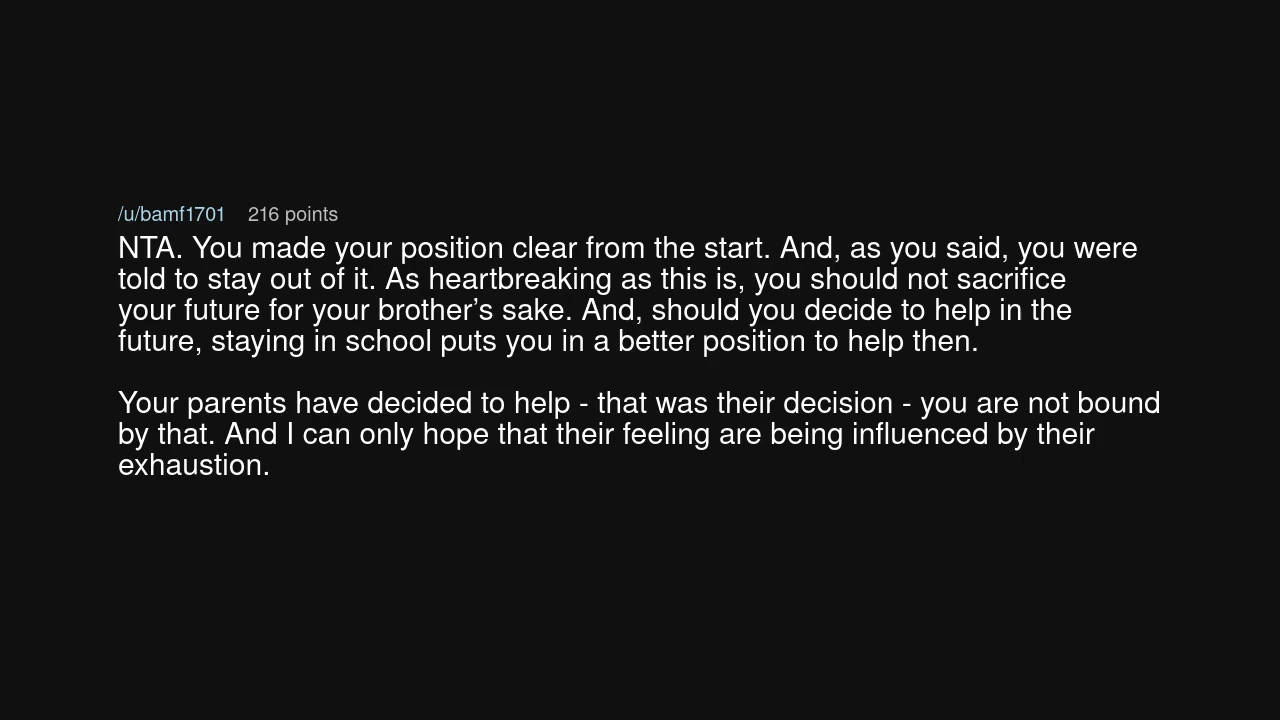 /u/bamf1701 216 points
NTA. You made your position clear from the start. And, as you said, you were
told to stay out of it. As heartbreaking as this is, you should not sacrifice
your future for your brother’s sake. And, should you decide to help in the
future, staying in school puts you in a better position to help then.
Your parents have decided to help - that was their decision - you are not bound
by that. And I can only hope that their feeling are being influenced by their
exhaustion.